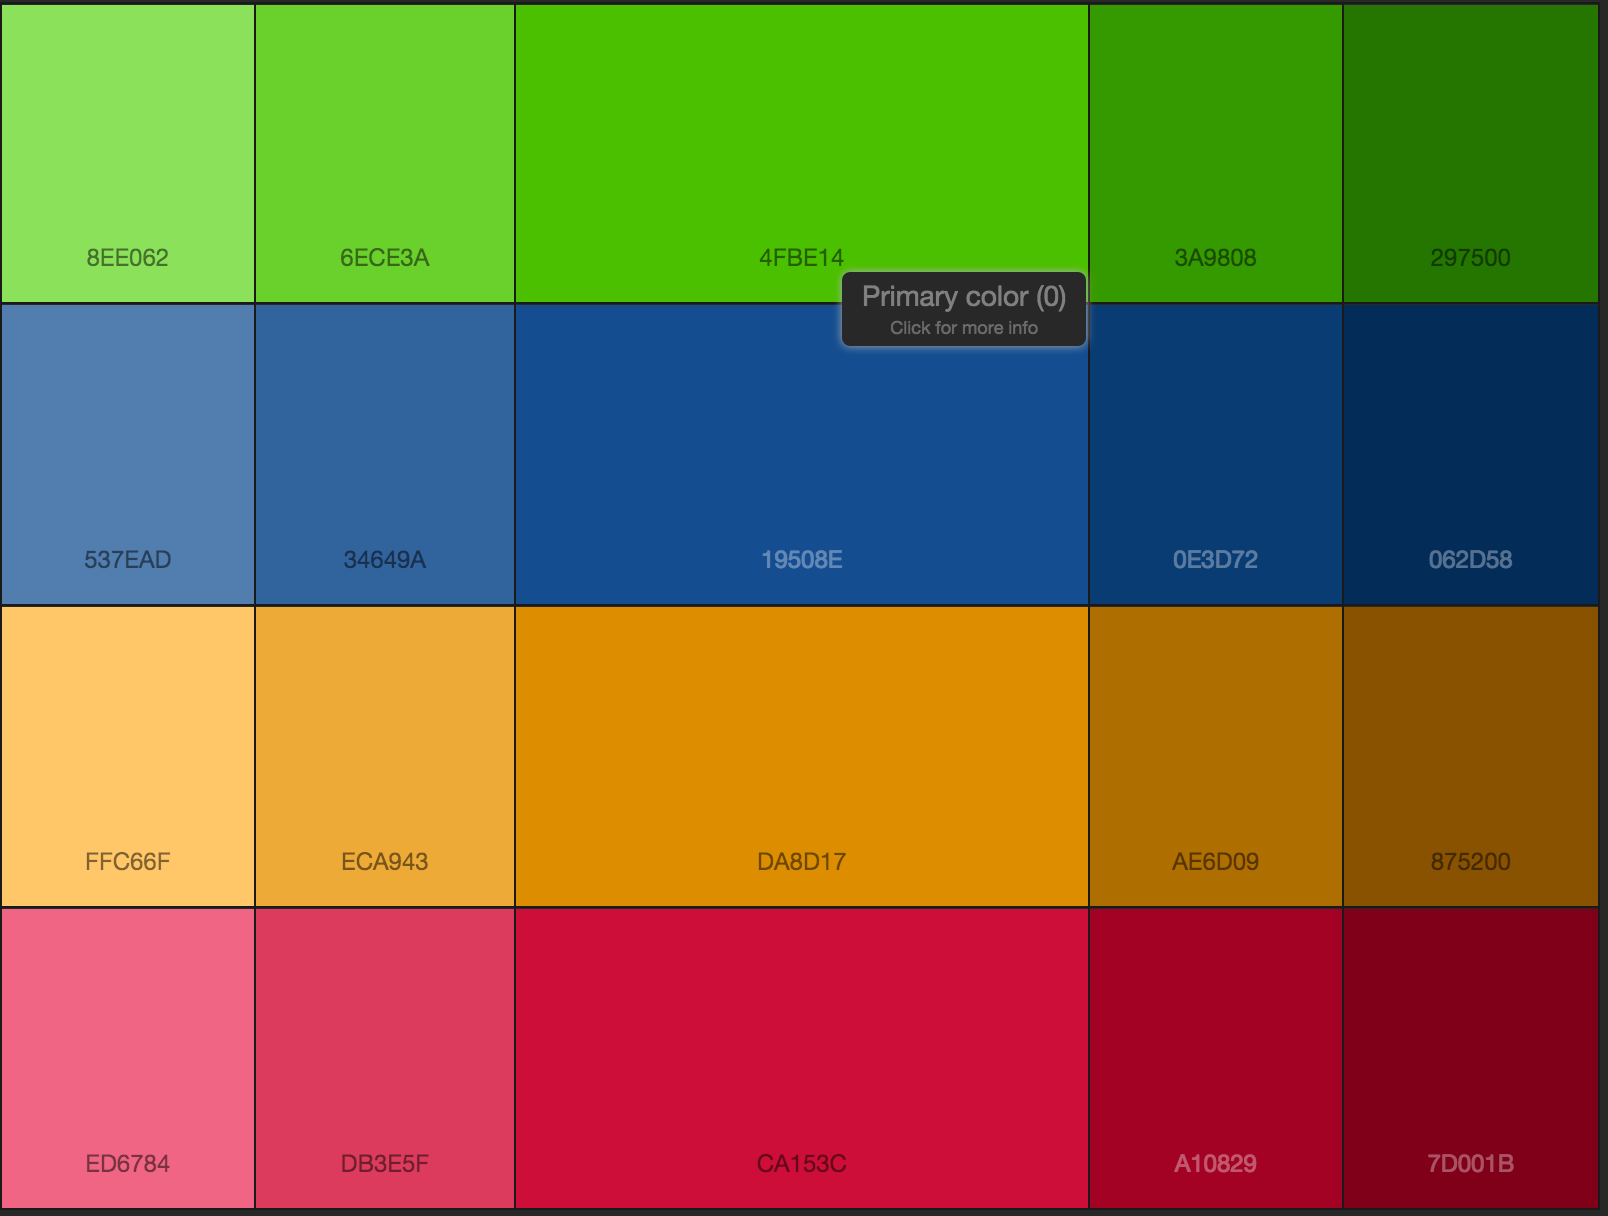 8EE062 6ECE3A 4FBE14 3A9808 297500
Primary color (0)
Click for more info
537EAD 34649A 19508E 0E3D72 062D58
FFC66F ECA943 DA8D17 AE6D09 875200
ED6784 DB3E5F CA153C A10829 7D001B